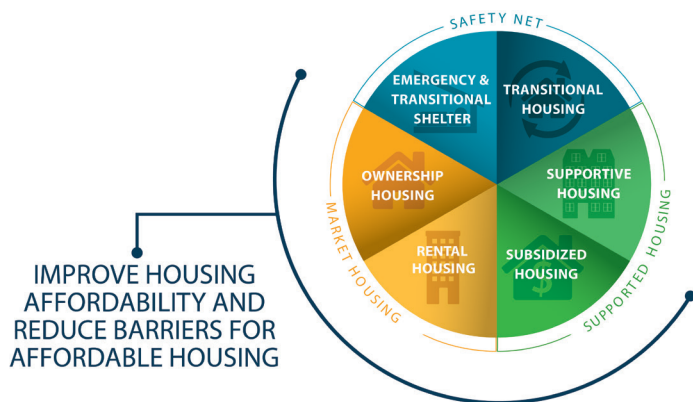 SAFETY NET
EMERGENCY &
TRANSITIONAL
SHELTER
TRANSITIONAL
HOUSING
OWNERSHIP
HOUSING
SUPPORTIVE
HOUSING
RENTAL
HOUSING
SUBSIDIZED
HOUSING
MARKET HOUSING
SUPPORTED HOUSING
$
IMPROVE HOUSING
AFFORDABILITY AND
REDUCE BARRIERS FOR
AFFORDABLE HOUSING